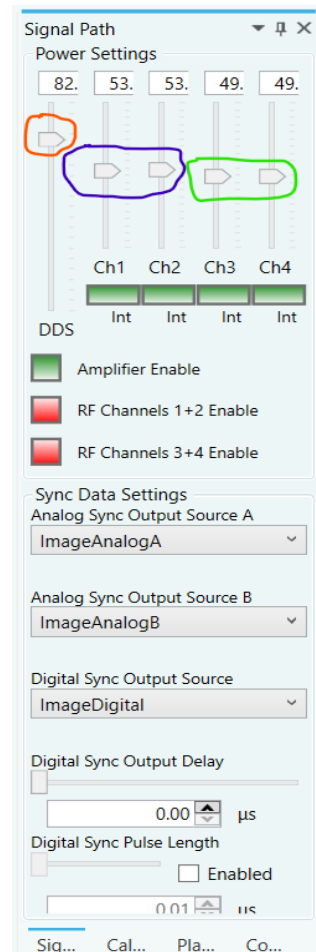 Signal Path
Power Settings
82. 53. 53. 49. 49.
Ch1 Ch2 Ch3 Ch4
Int Int Int Int
DDS
Amplifier Enable
RF Channels 1+2 Enable
RF Channels 3+4 Enable
Sync Data Settings
Analog Sync Output Source A
ImageAnalogA
Analog Sync Output Source B
ImageAnalogB
Digital Sync Output Source
ImageDigital
Digital Sync Output Delay
0.00 µs
Digital Sync Pulse Length
Enabled
0.01 µs
Sig... Cal... Pla... Co...